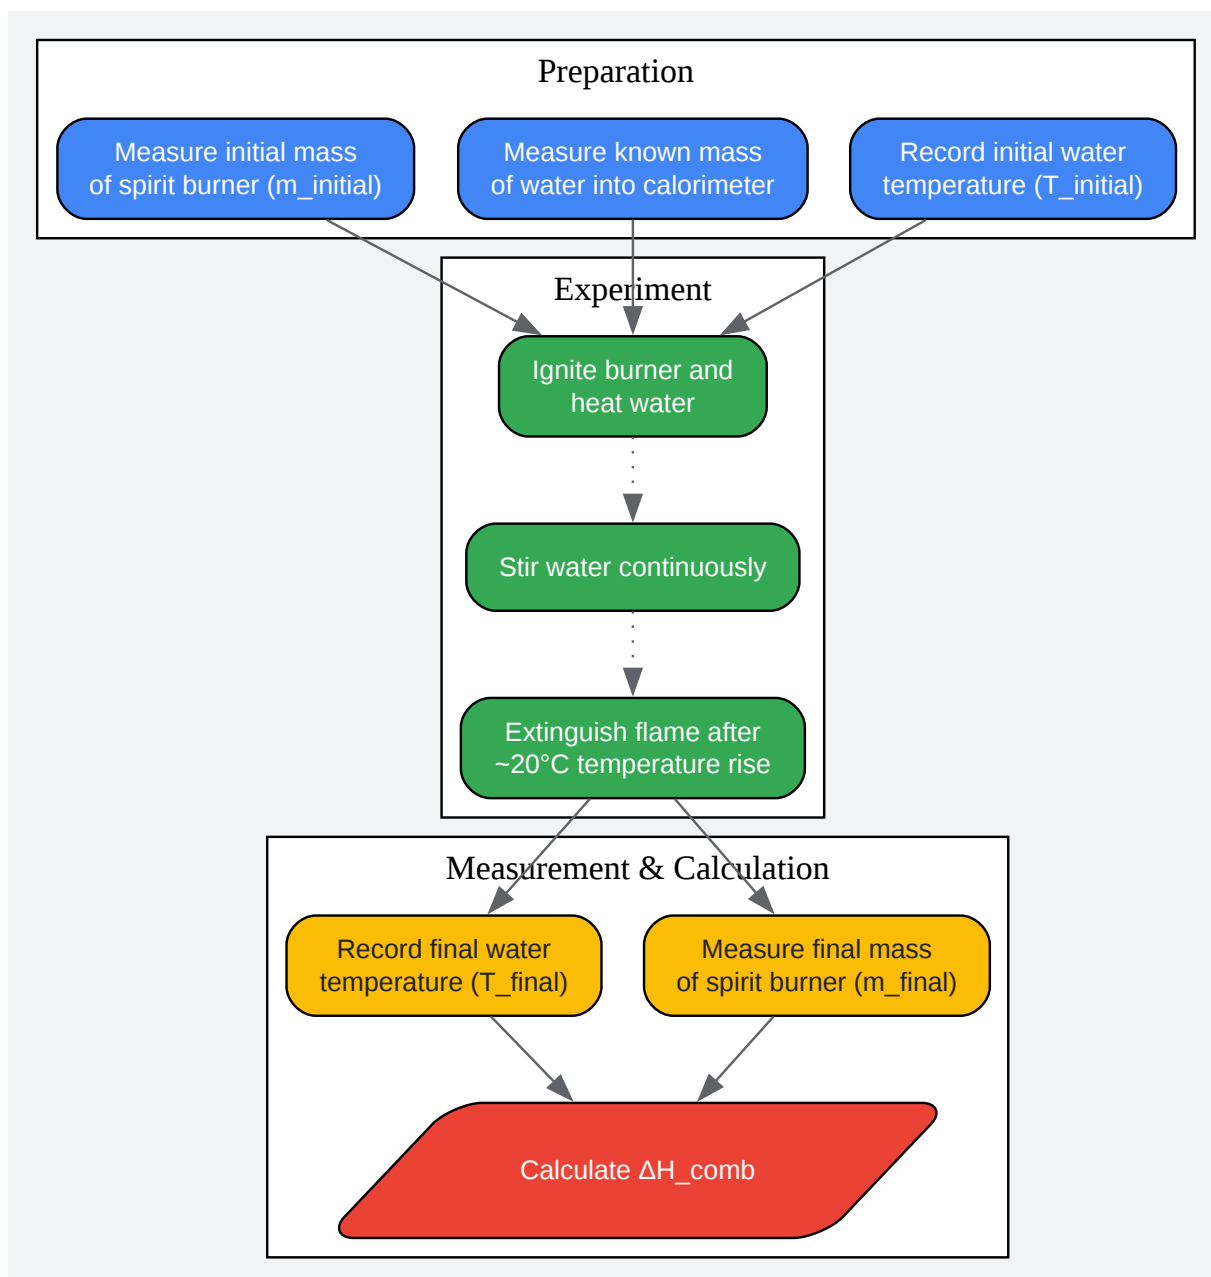 Preparation
Measure initial mass
of spirit burner (m_initial)
Measure known mass
of water into calorimeter
Record initial water
temperature (T_initial)
Experiment
Ignite burner and
heat water
Stir water continuously
Extinguish flame after
~20°C temperature rise
Measurement & Calculation
Record final water
temperature (T_final)
Measure final mass
of spirit burner (m_final)
Calculate ΔH_comb